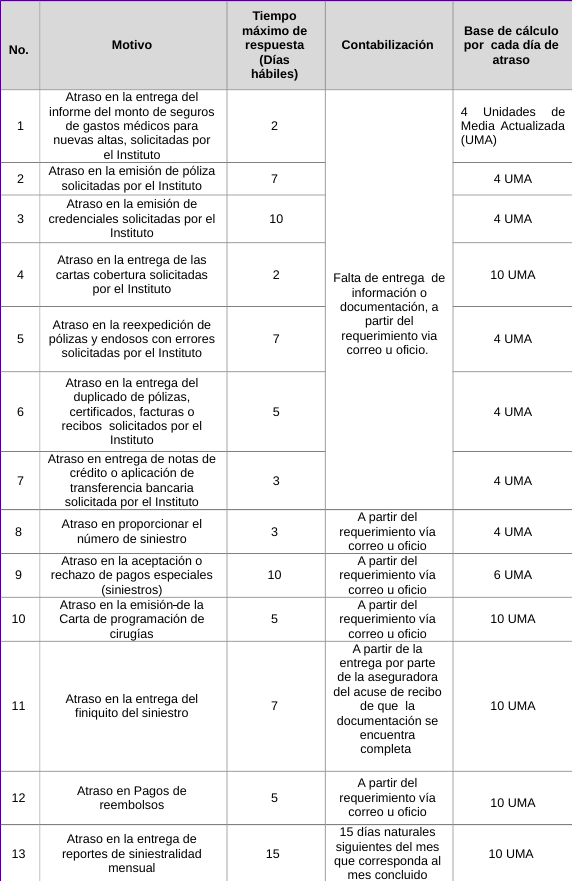 No.
Motivo
Tiempo
máximo de
respuesta
(Días
hábiles)
Contabilización
Base de cálculo
por cada día de
atraso
1
Atraso en la entrega del
informe del monto de seguros
de gastos médicos para
nuevas altas, solicitadas por
el Instituto
2
4 Unidades de
Media Actualizada
(UMA)
2
Atraso en la emisión de póliza
solicitadas por el Instituto
7
4 UMA
3
Atraso en la emisión de
credenciales solicitadas por el
Instituto
10
4 UMA
4
Atraso en la entrega de las
cartas cobertura solicitadas
por el Instituto
2
Falta de entrega de
información o
documentación, a
partir del
requerimiento via
correo u oficio.
10 UMA
5
Atraso en la reexpedición de
pólizas y endosos con errores
solicitadas por el Instituto
7
4 UMA
6
Atraso en la entrega del
duplicado de pólizas,
certificados, facturas o
recibos solicitados por el
Instituto
5
4 UMA
7
Atraso en entrega de notas de
crédito o aplicación de
transferencia bancaria
solicitada por el Instituto
3
4 UMA
8
Atraso en proporcionar el
número de siniestro
3
A partir del
requerimiento vía
correo u oficio
4 UMA
9
Atraso en la aceptación o
rechazo de pagos especiales
(siniestros)
10
A partir del
requerimiento vía
correo u oficio
6 UMA
10
Atraso en la emisión-de la
Carta de programación de
cirugías
5
A partir del
requerimiento vía
correo u oficio
10 UMA
11
Atraso en la entrega del
finiquito del siniestro
7
A partir de la
entrega por parte
de la aseguradora
del acuse de recibo
de que la
documentación se
encuentra
completa
10 UMA
12
Atraso en Pagos de
reembolsos
5
A partir del
requerimiento vía
correo u oficio
10 UMA
13
Atraso en la entrega de
reportes de siniestralidad
mensual
15
15 días naturales
siguientes del mes
que corresponda al
mes concluido
10 UMA